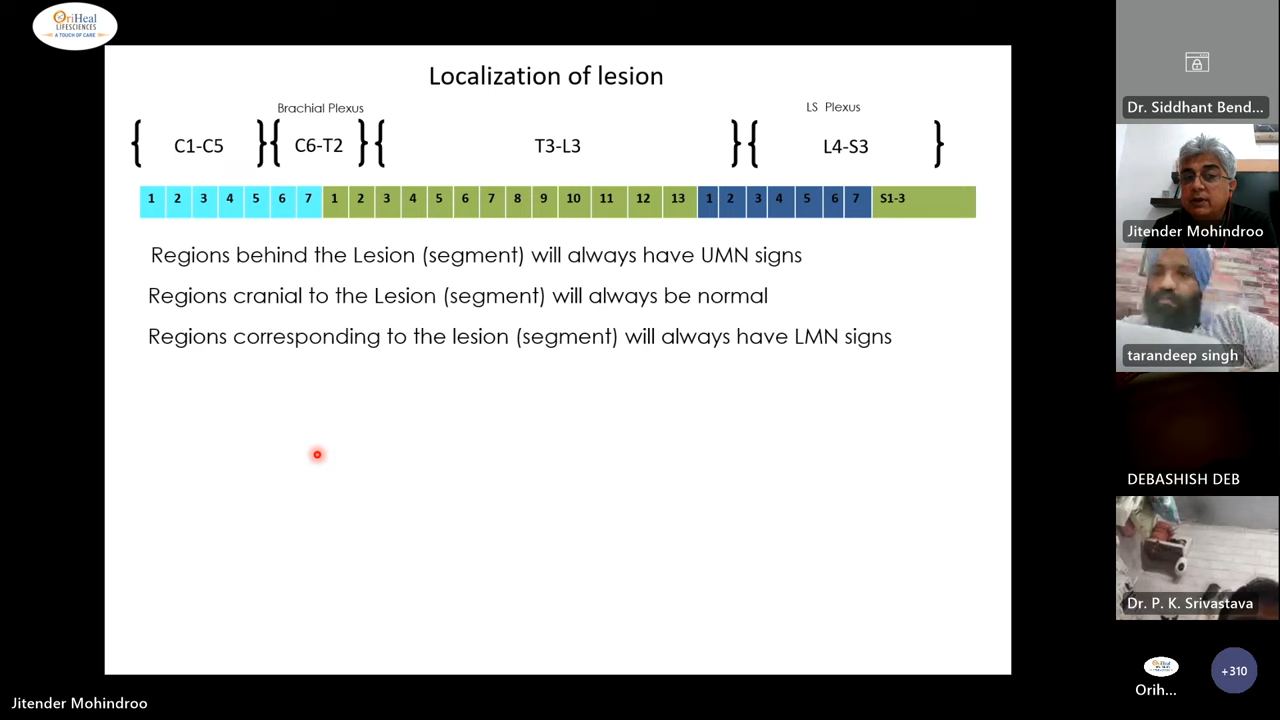 OriHeal
LIFESCIENCES
A TOUCH OF CARE
Localization of lesion
Brachial Plexus
LS Plexus
{ C1-C5 } { C6-T2 } { T3-L3 } { L4-S3 }
1 2 3 4 5 6 7 1 2 3 4 5 6 7 8 9 10 11 12 13 1 2 3 4 5 6 7 S1-3
Regions behind the Lesion (segment) will always have UMN signs
Regions cranial to the Lesion (segment) will always be normal
Regions corresponding to the lesion (segment) will always have LMN signs
Dr. Siddhant Bend...
Jitender Mohindroo
tarandeep singh
DEBASHISH DEB
Dr. P. K. Srivastava
Orih...
+310
Jitender Mohindroo